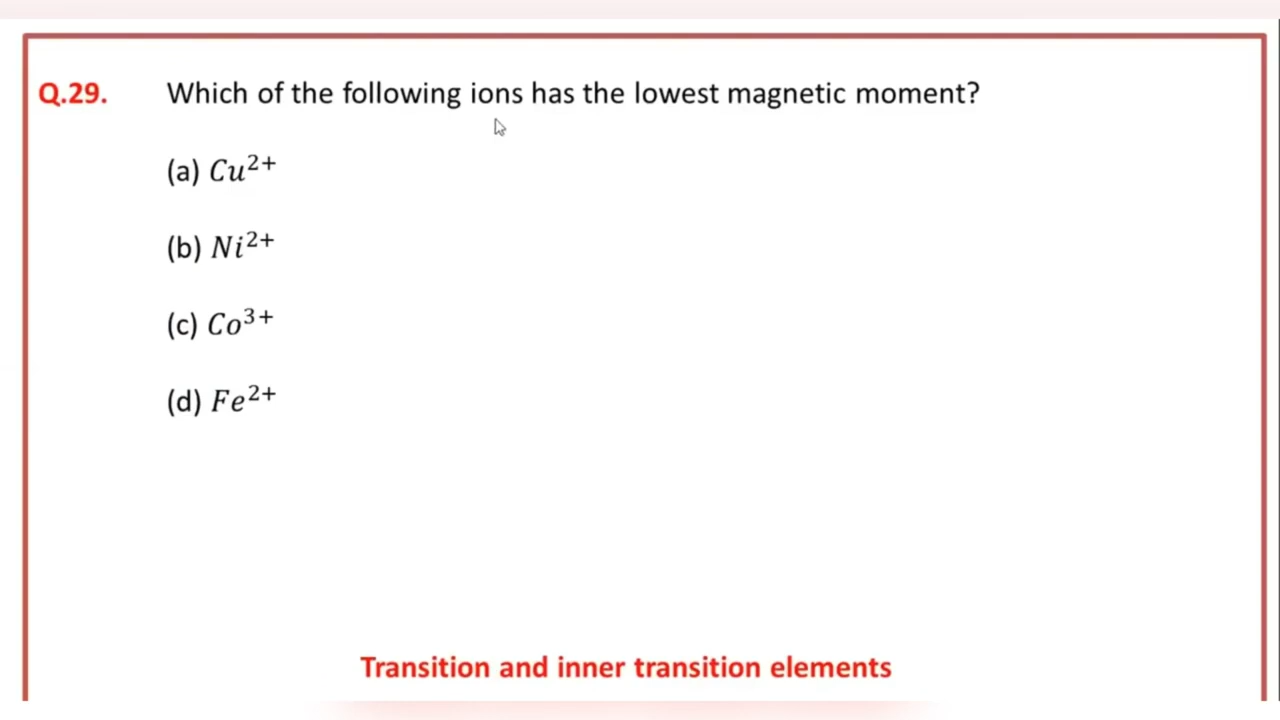 Q.29. Which of the following ions has the lowest magnetic moment?
(a) Cu²⁺
(b) Ni²⁺
(c) Co³⁺
(d) Fe²⁺
Transition and inner transition elements